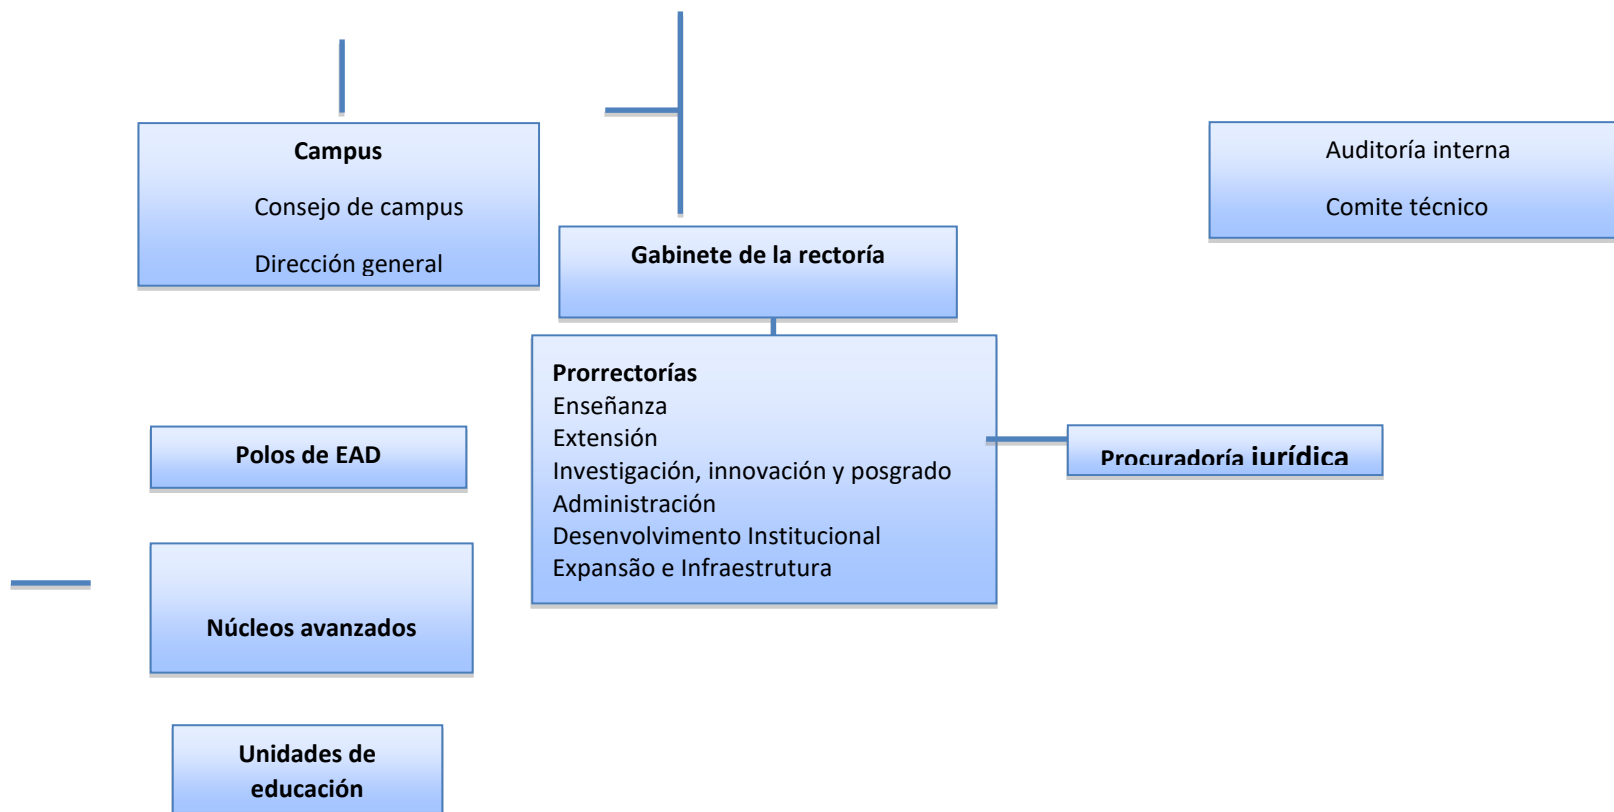 Campus
Consejo de campus
Dirección general
Auditoría interna
Comite técnico
Gabinete de la rectoría
Prorrectorías
Enseñanza
Extensión
Investigación, innovación y posgrado
Administración
Desenvolvimento Institucional
Expansão e Infraestrutura
Procuradoría jurídica
Polos de EAD
Núcleos avanzados
Unidades de
educación